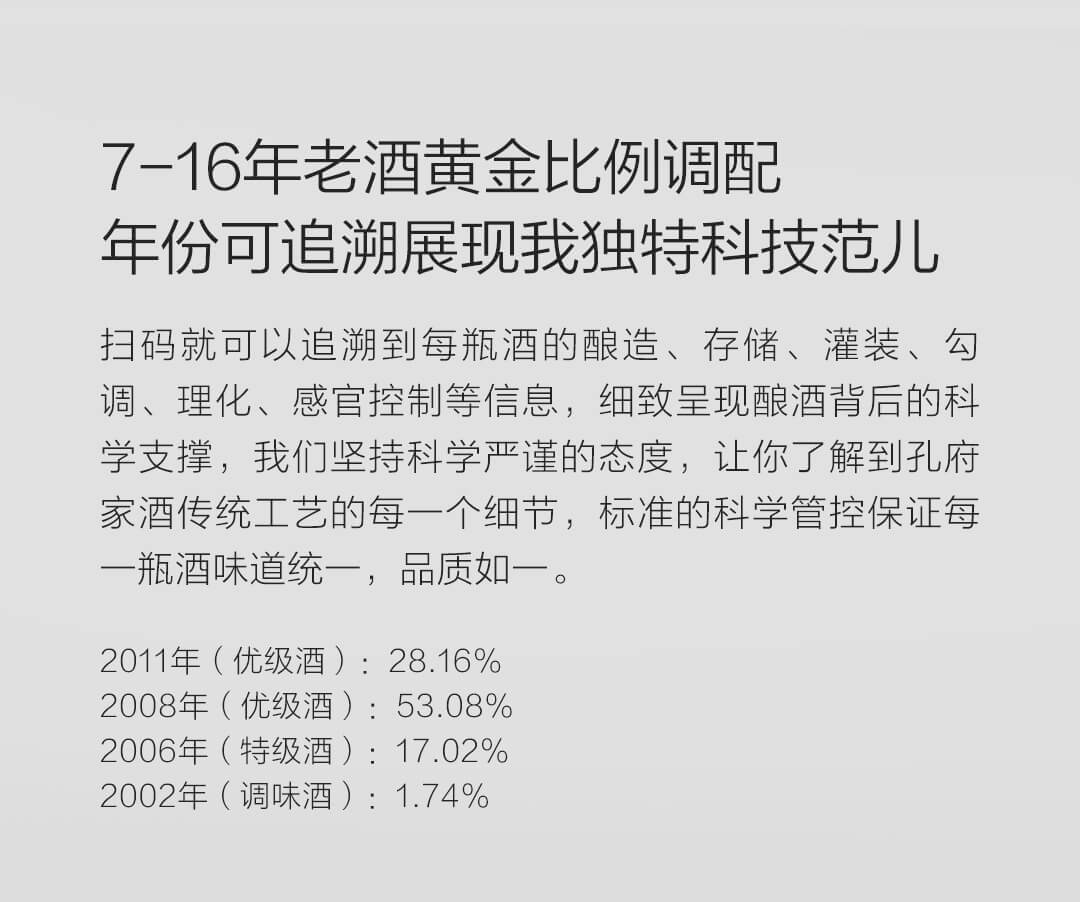 7-16年老酒黄金比例调配
年份可追溯展现我独特科技范儿
扫码就可以追溯到每瓶酒的酿造、存储、灌装、勾
调、理化、感官控制等信息，细致呈现酿酒背后的科
学支撑，我们坚持科学严谨的态度，让你了解到孔府
家酒传统工艺的每一个细节，标准的科学管控保证每
一瓶酒味道统一，品质如一。
2011年（优级酒）：28.16%
2008年（优级酒）：53.08%
2006年（特级酒）：17.02%
2002年（调味酒）：1.74%